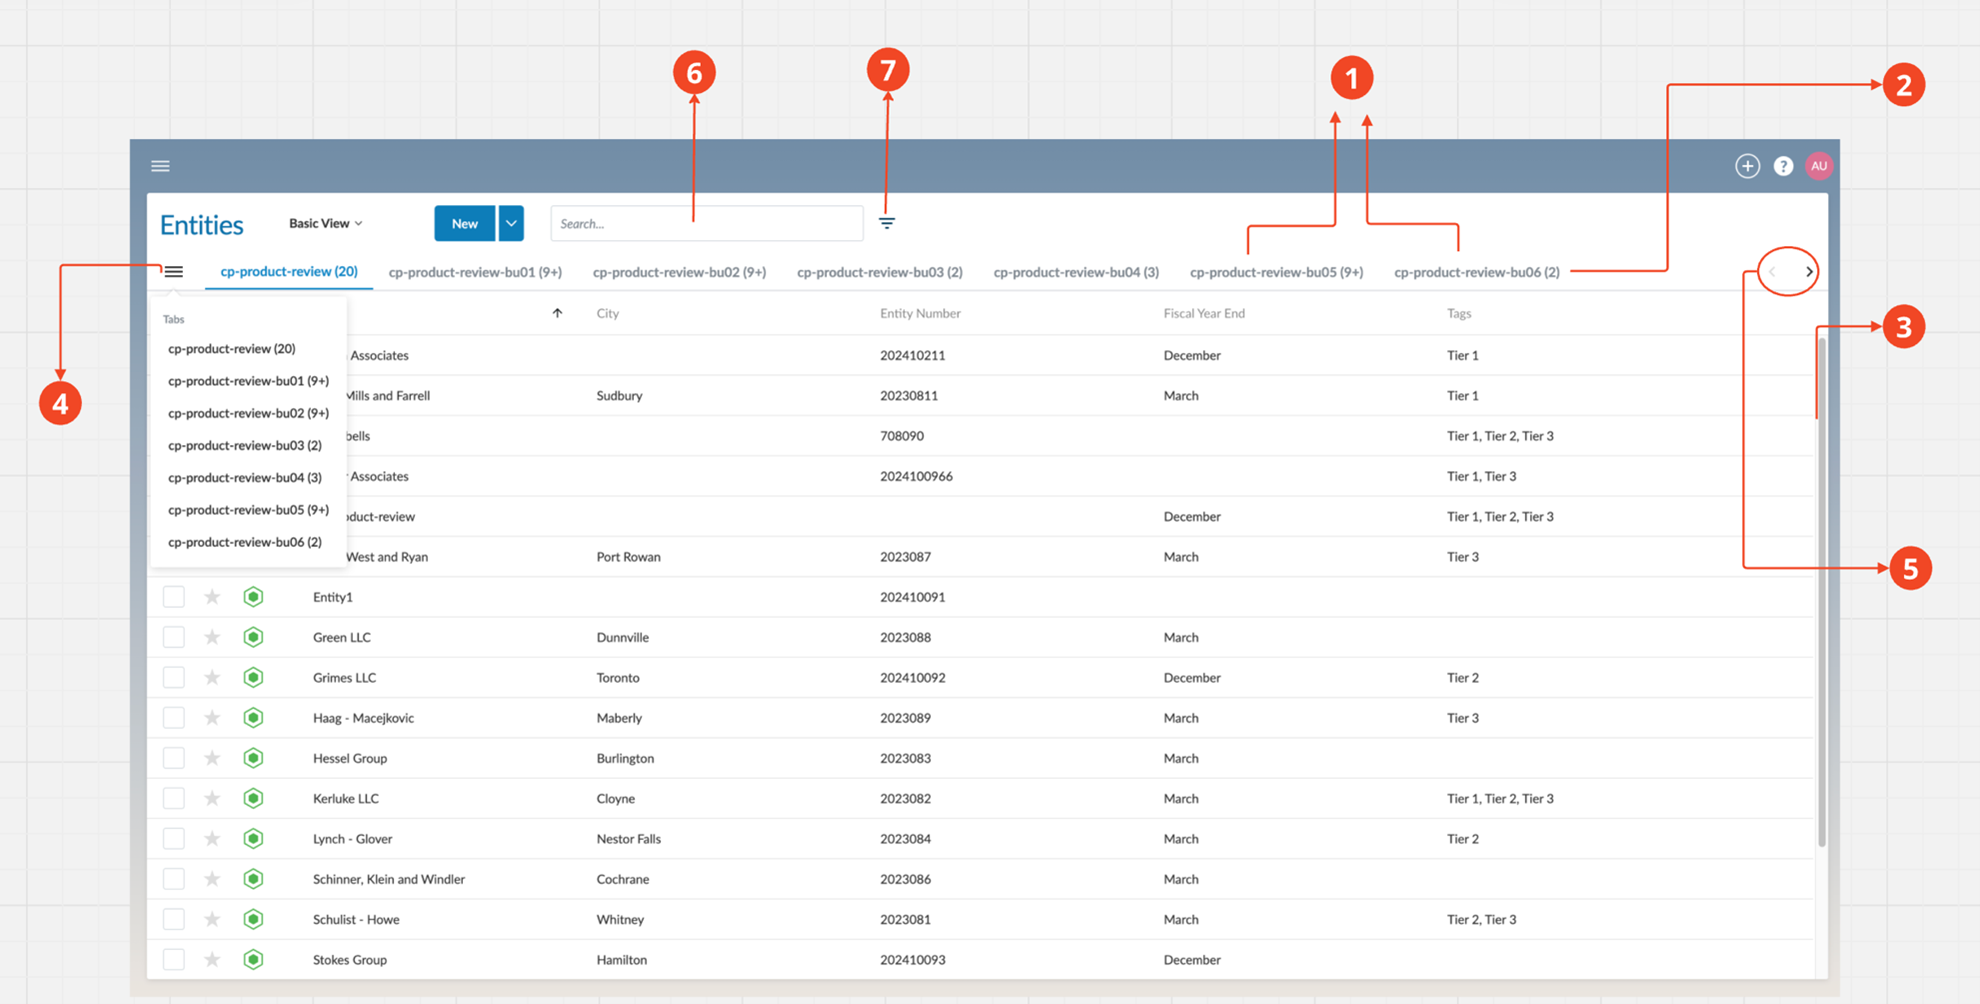 6
7
1
2
AU
Entities
Basic View
New
Search...
cp-product-review (20) cp-product-review-bu01 (9+) cp-product-review-bu02 (9+) cp-product-review-bu03 (2) cp-product-review-bu04 (3) cp-product-review-bu05 (9+) cp-product-review-bu06 (2)
4
Tabs
cp-product-review (20)
cp-product-review-bu01 (9+)
cp-product-review-bu02 (9+)
cp-product-review-bu03 (2)
cp-product-review-bu04 (3)
cp-product-review-bu05 (9+)
cp-product-review-bu06 (2)
City Entity Number Fiscal Year End Tags
3
Associates 202410211 December Tier 1
Mills and Farrell Sudbury 20230811 March Tier 1
bells 708090 Tier 1, Tier 2, Tier 3
Associates 2024100966 Tier 1, Tier 3
oduct-review December Tier 1, Tier 2, Tier 3
West and Ryan Port Rowan 2023087 March Tier 3
5
Entity1 202410091
Green LLC Dunnville 2023088 March
Grimes LLC Toronto 202410092 December Tier 2
Haag - Macejkovic Maberly 2023089 March Tier 3
Hessel Group Burlington 2023083 March
Kerluke LLC Cloyne 2023082 March Tier 1, Tier 2, Tier 3
Lynch - Glover Nestor Falls 2023084 March Tier 2
Schinner, Klein and Windler Cochrane 2023086 March
Schulist - Howe Whitney 2023081 March Tier 2, Tier 3
Stokes Group Hamilton 202410093 December